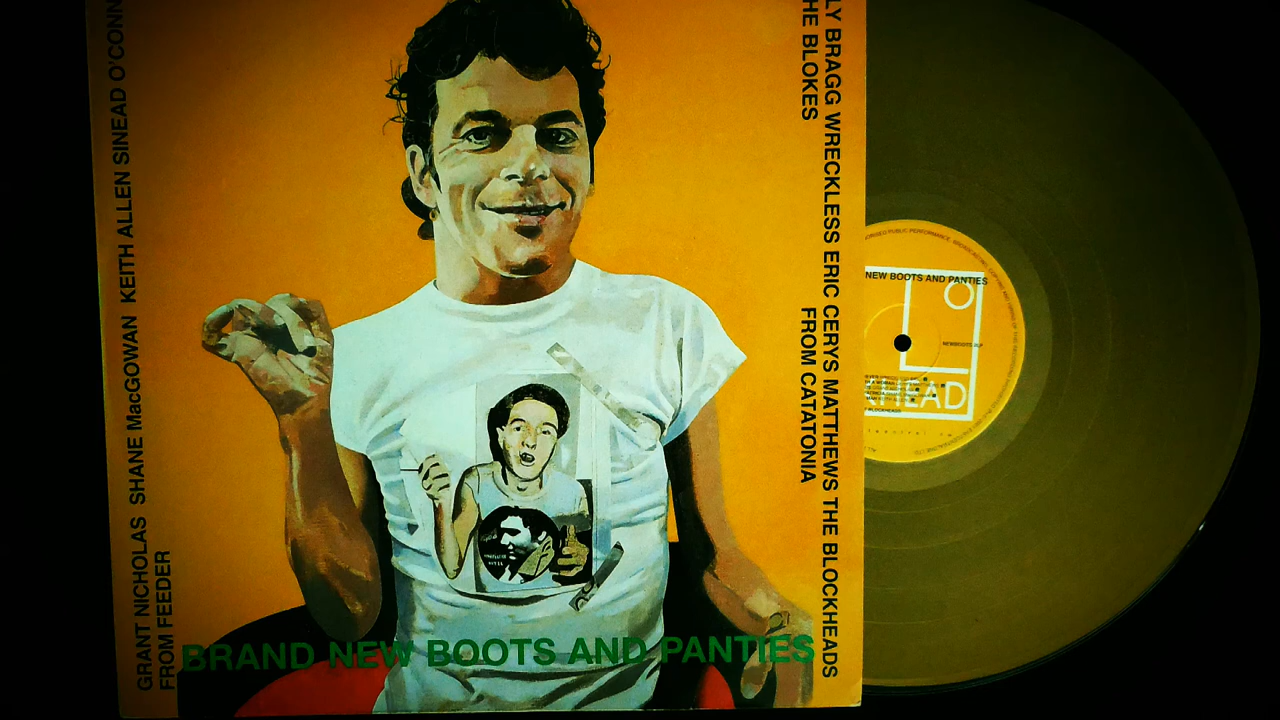 GRANT NICHOLAS SHANE MacGOWAN KEITH ALLEN SINEAD O'CONN
FROM FEEDER
LY BRAGG WRECKLESS ERIC CERYS MATTHEWS THE BLOCKHEADS
HE BLOKES FROM CATATONIA
BRAND NEW BOOTS AND PANTIES
NEW BOOTS AND PANTIES
HEAD